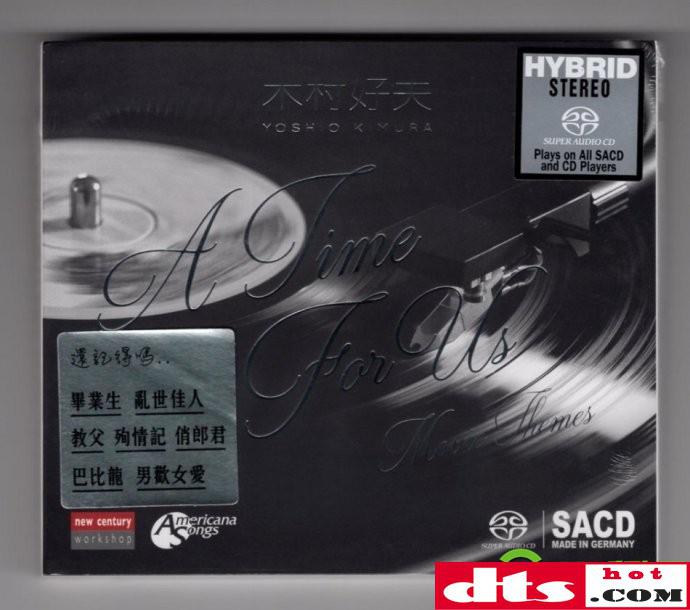 木村好夫
YOSHIO KIMURA
HYBRID
STEREO
SUPER AUDIO CD
Plays on All SACD
and CD Players
A Time
For Us
Movie Themes
還記得嗎..
畢業生 亂世佳人
教父 殉情記 俏郎君
巴比龍 男歡女愛
new century
workshop
Americana
Songs
SUPER AUDIO CD
SACD
MADE IN GERMANY
dts
hot
.COM